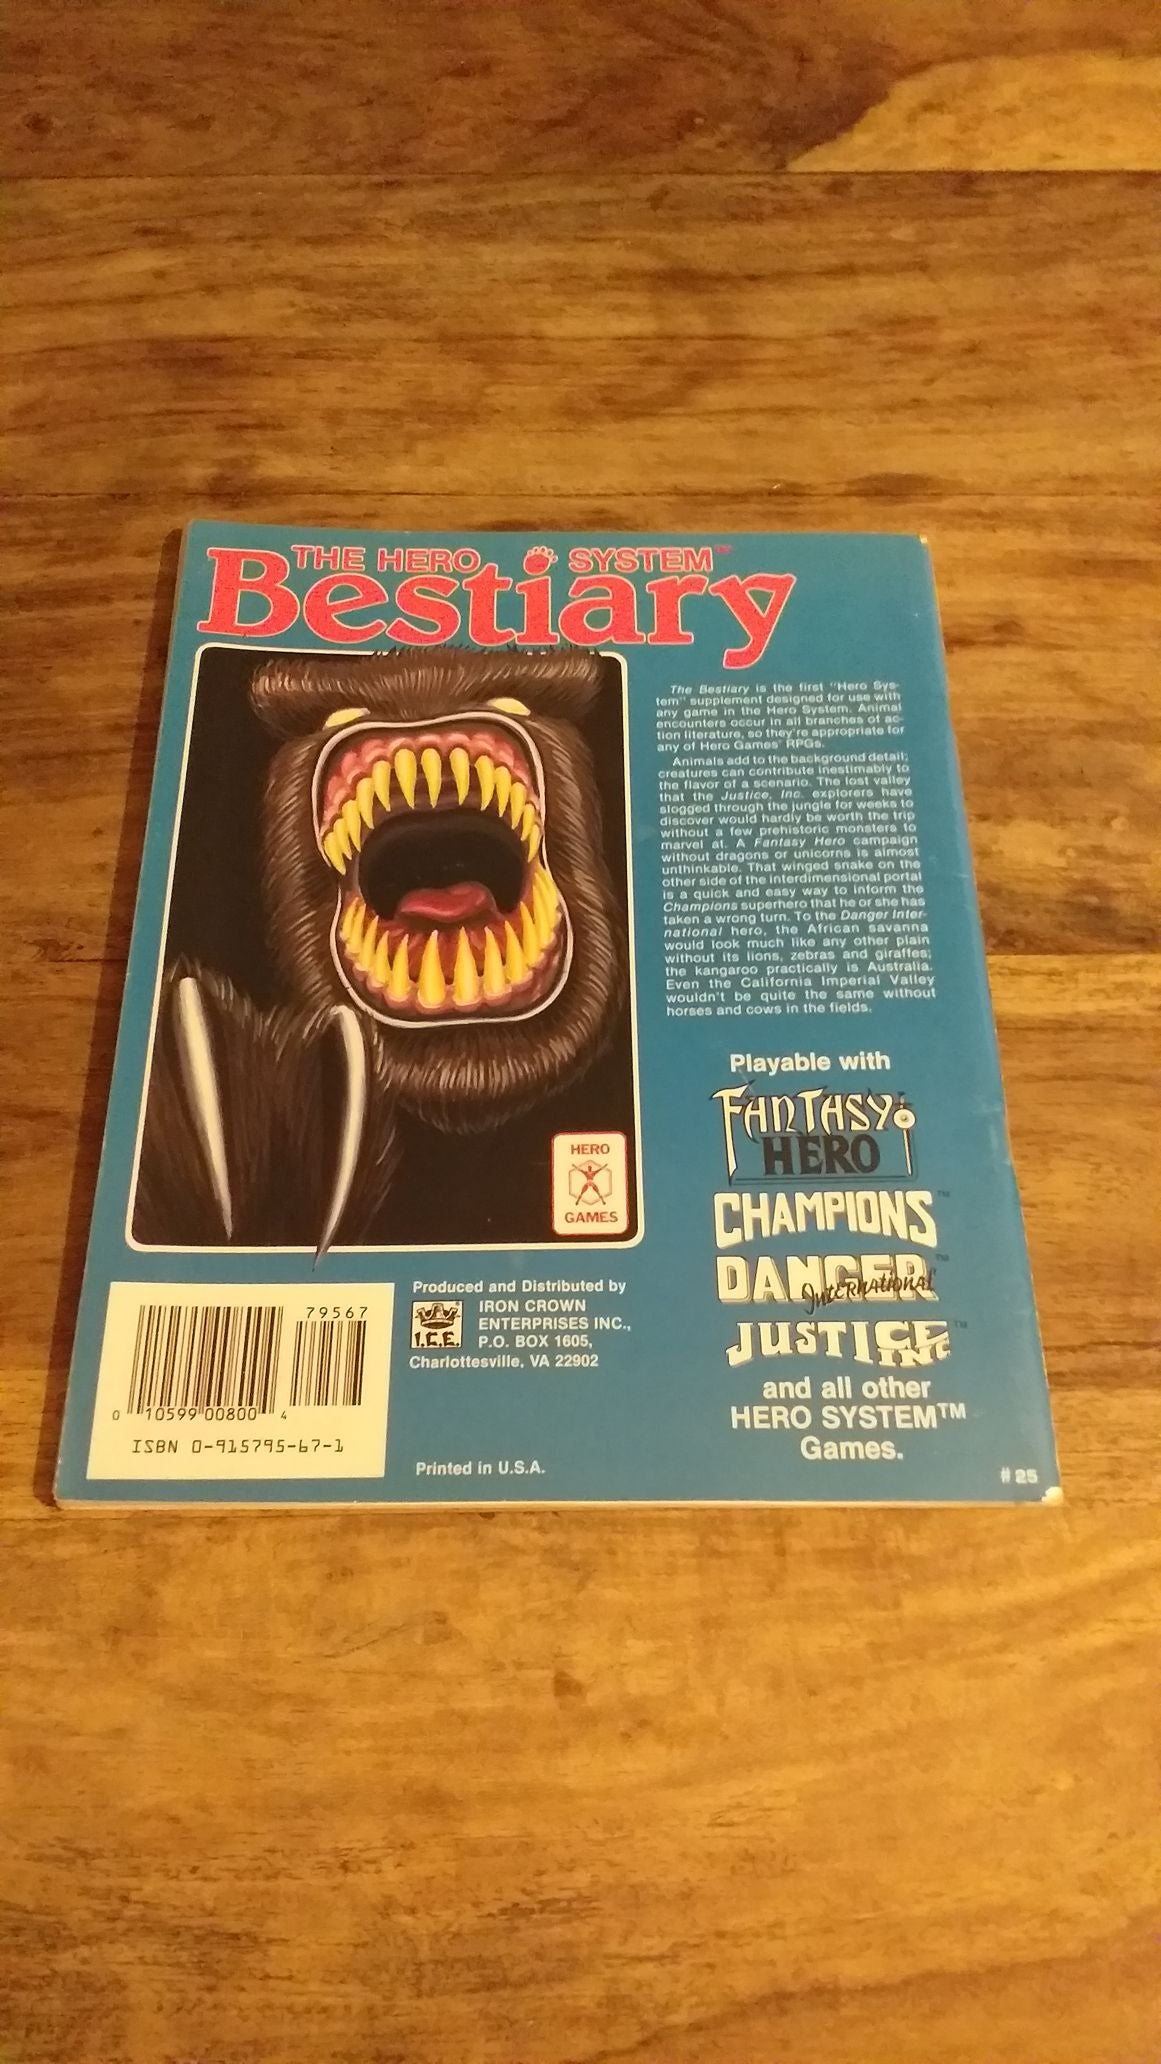 THE HERO SYSTEM™
Bestiary
The Bestiary is the first "Hero Sys-
tem" supplement designed for use with
any game in the Hero System. Animal
encounters occur in all branches of ac-
tion literature, so they're appropriate for
any of Hero Games' RPGs.
Animals add to the background detail;
creatures can contribute inestimably to
the flavor of a scenario. The lost valley
that the Justice, Inc. explorers have
slogged through the jungle for weeks to
discover would hardly be worth the trip
without a few prehistoric monsters to
marvel at. A Fantasy Hero campaign
without dragons or unicorns is almost
unthinkable. That winged snake on the
other side of the interdimensional portal
is a quick and easy way to inform the
Champions superhero that he or she has
taken a wrong turn. To the Danger Inter-
national hero, the African savanna
would look much like any other plain
without its lions, zebras and giraffes;
the kangaroo practically is Australia.
Even the California Imperial Valley
wouldn't be quite the same without
horses and cows in the fields.
Playable with
FANTASY
HERO
CHAMPIONS™
DANGER™
INTERNATIONAL
JUSTICE™
INC
and all other
HERO SYSTEM™
Games.
#25
HERO
GAMES
Produced and Distributed by
I.C.E.
IRON CROWN
ENTERPRISES INC.,
P.O. BOX 1605,
Charlottesville, VA 22902
Printed in U.S.A.
79567
0 10599 00800 4
ISBN 0-915795-67-1